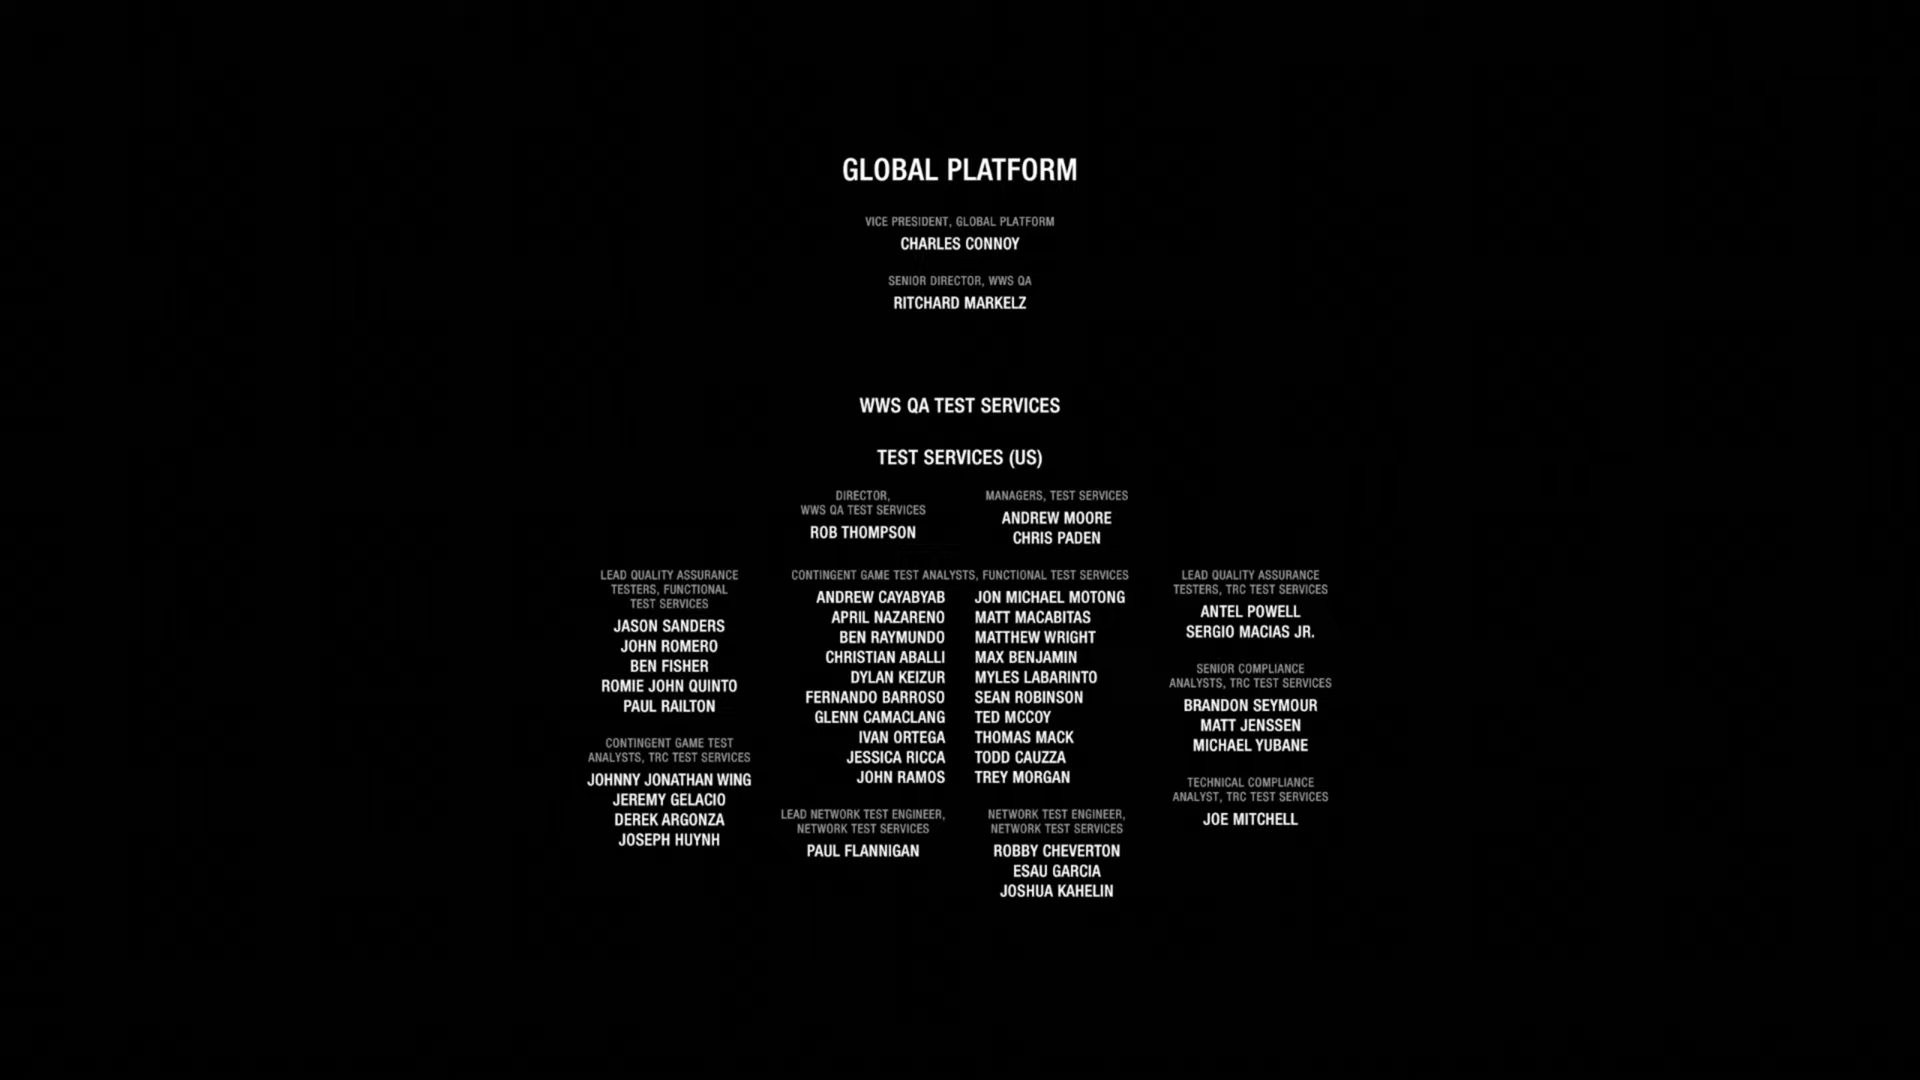 GLOBAL PLATFORM
VICE PRESIDENT, GLOBAL PLATFORM
CHARLES CONNOY
SENIOR DIRECTOR, WWS QA
RITCHARD MARKELZ
WWS QA TEST SERVICES
TEST SERVICES (US)
DIRECTOR,
WWS QA TEST SERVICES
ROB THOMPSON
MANAGERS, TEST SERVICES
ANDREW MOORE
CHRIS PADEN
LEAD QUALITY ASSURANCE
TESTERS, FUNCTIONAL
TEST SERVICES
JASON SANDERS
JOHN ROMERO
BEN FISHER
ROMIE JOHN QUINTO
PAUL RAILTON
CONTINGENT GAME TEST
ANALYSTS, TRC TEST SERVICES
JOHNNY JONATHAN WING
JEREMY GELACIO
DEREK ARGONZA
JOSEPH HUYNH
CONTINGENT GAME TEST ANALYSTS, FUNCTIONAL TEST SERVICES
ANDREW CAYABYAB
APRIL NAZARENO
BEN RAYMUNDO
CHRISTIAN ABALLI
DYLAN KEIZUR
FERNANDO BARROSO
GLENN CAMACLANG
IVAN ORTEGA
JESSICA RICCA
JOHN RAMOS
JON MICHAEL MOTONG
MATT MACABITAS
MATTHEW WRIGHT
MAX BENJAMIN
MYLES LABARINTO
SEAN ROBINSON
TED MCCOY
THOMAS MACK
TODD CAUZZA
TREY MORGAN
LEAD NETWORK TEST ENGINEER,
NETWORK TEST SERVICES
PAUL FLANNIGAN
NETWORK TEST ENGINEER,
NETWORK TEST SERVICES
ROBBY CHEVERTON
ESAU GARCIA
JOSHUA KAHELIN
LEAD QUALITY ASSURANCE
TESTERS, TRC TEST SERVICES
ANTEL POWELL
SERGIO MACIAS JR.
SENIOR COMPLIANCE
ANALYSTS, TRC TEST SERVICES
BRANDON SEYMOUR
MATT JENSSEN
MICHAEL YUBANE
TECHNICAL COMPLIANCE
ANALYST, TRC TEST SERVICES
JOE MITCHELL